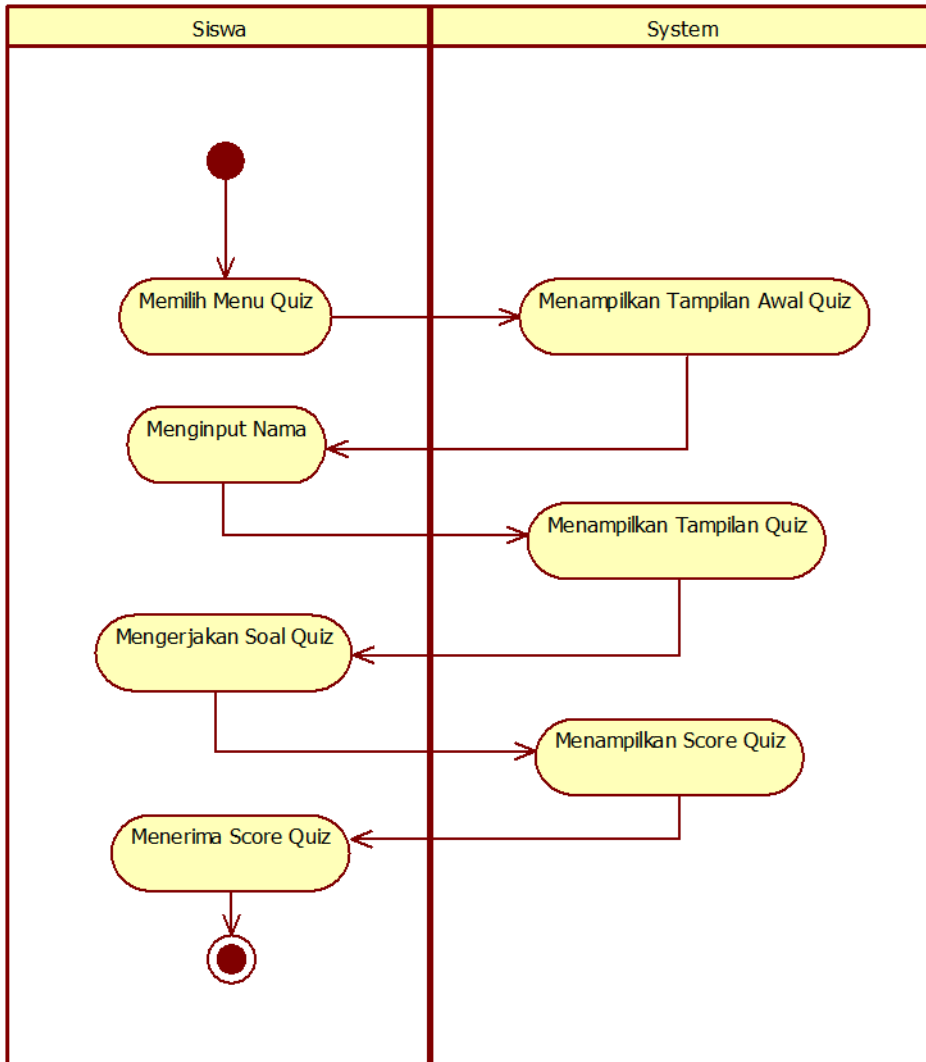 Siswa
System
Memilih Menu Quiz
Menampilkan Tampilan Awal Quiz
Menginput Nama
Menampilkan Tampilan Quiz
Mengerjakan Soal Quiz
Menampilkan Score Quiz
Menerima Score Quiz